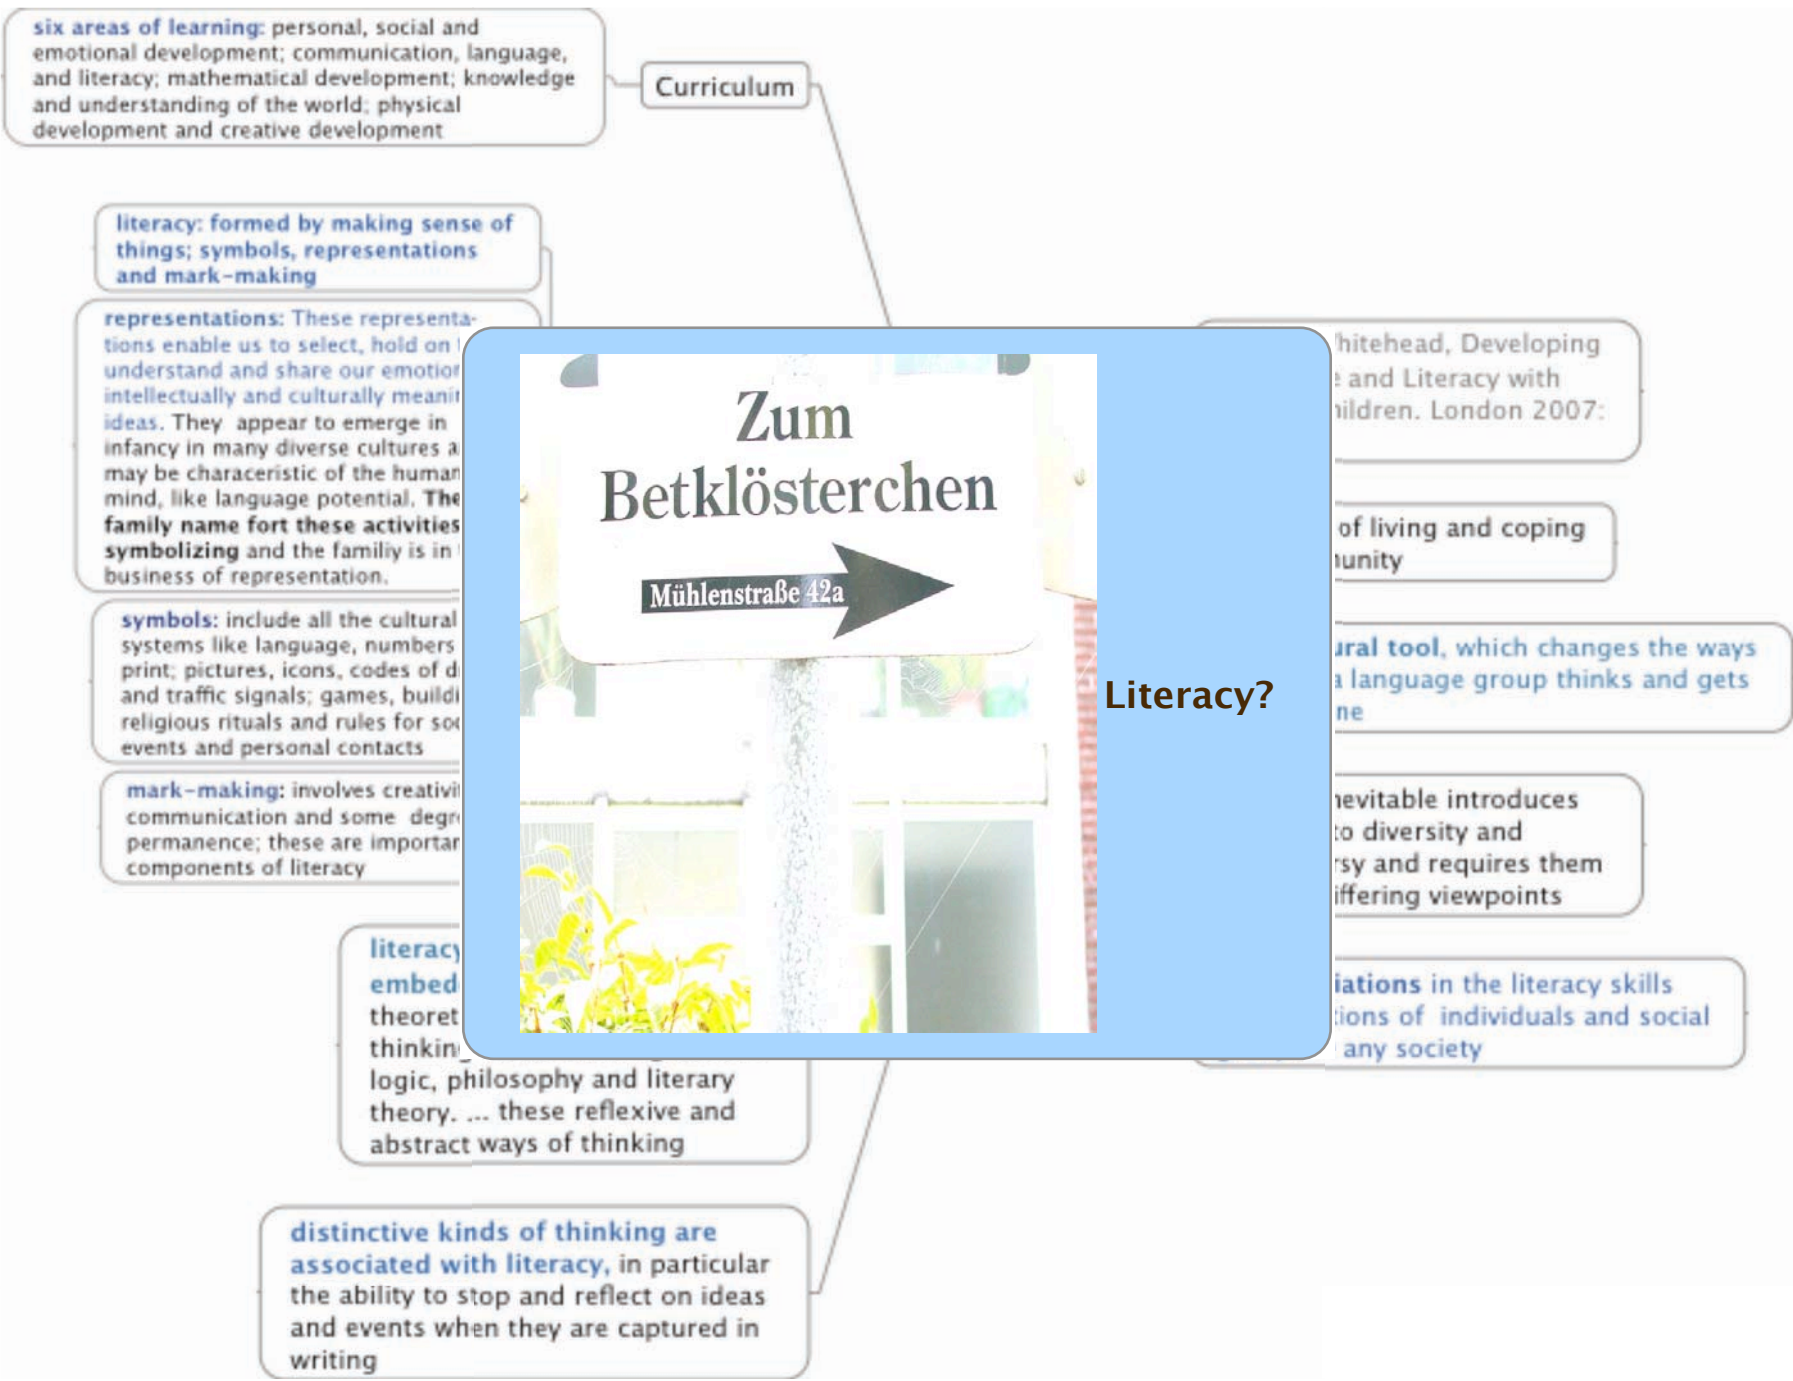 six areas of learning: personal, social and
emotional development; communication, language,
and literacy; mathematical development; knowledge
and understanding of the world; physical
development and creative development
Curriculum
literacy: formed by making sense of
things; symbols, representations
and mark-making
representations: These representa-
tions enable us to select, hold on
understand and share our
intellectually and culturally
ideas. They appear to emerge in
infancy in many diverse cultures
may be characeristic of the human
mind, like language potential. The
family name fort these activities
symbolizing and the familiy is in
business of representation.
symbols: include all the cultural
systems like language, numbers
print; pictures, icons, codes of
and traffic signals; games,
religious rituals and rules for
events and personal contacts
mark-making: involves
communication and some
permanence; these are
components of literacy
literacy
logic, philosophy and literary
theory. ... these reflexive and
abstract ways of thinking
distinctive kinds of thinking are
associated with literacy, in particular
the ability to stop and reflect on ideas
and events when they are captured in
writing
Zum
Betklösterchen
Mühlenstraße 42a
Literacy?
hitehead, Developing
and Literacy with
ildren. London 2007:
of living and coping
unity
ural tool, which changes the ways
a language group thinks and gets
ne
nevitable introduces
to diversity and
rsy and requires them
iffering viewpoints
iations in the literacy skills
ions of individuals and social
any society